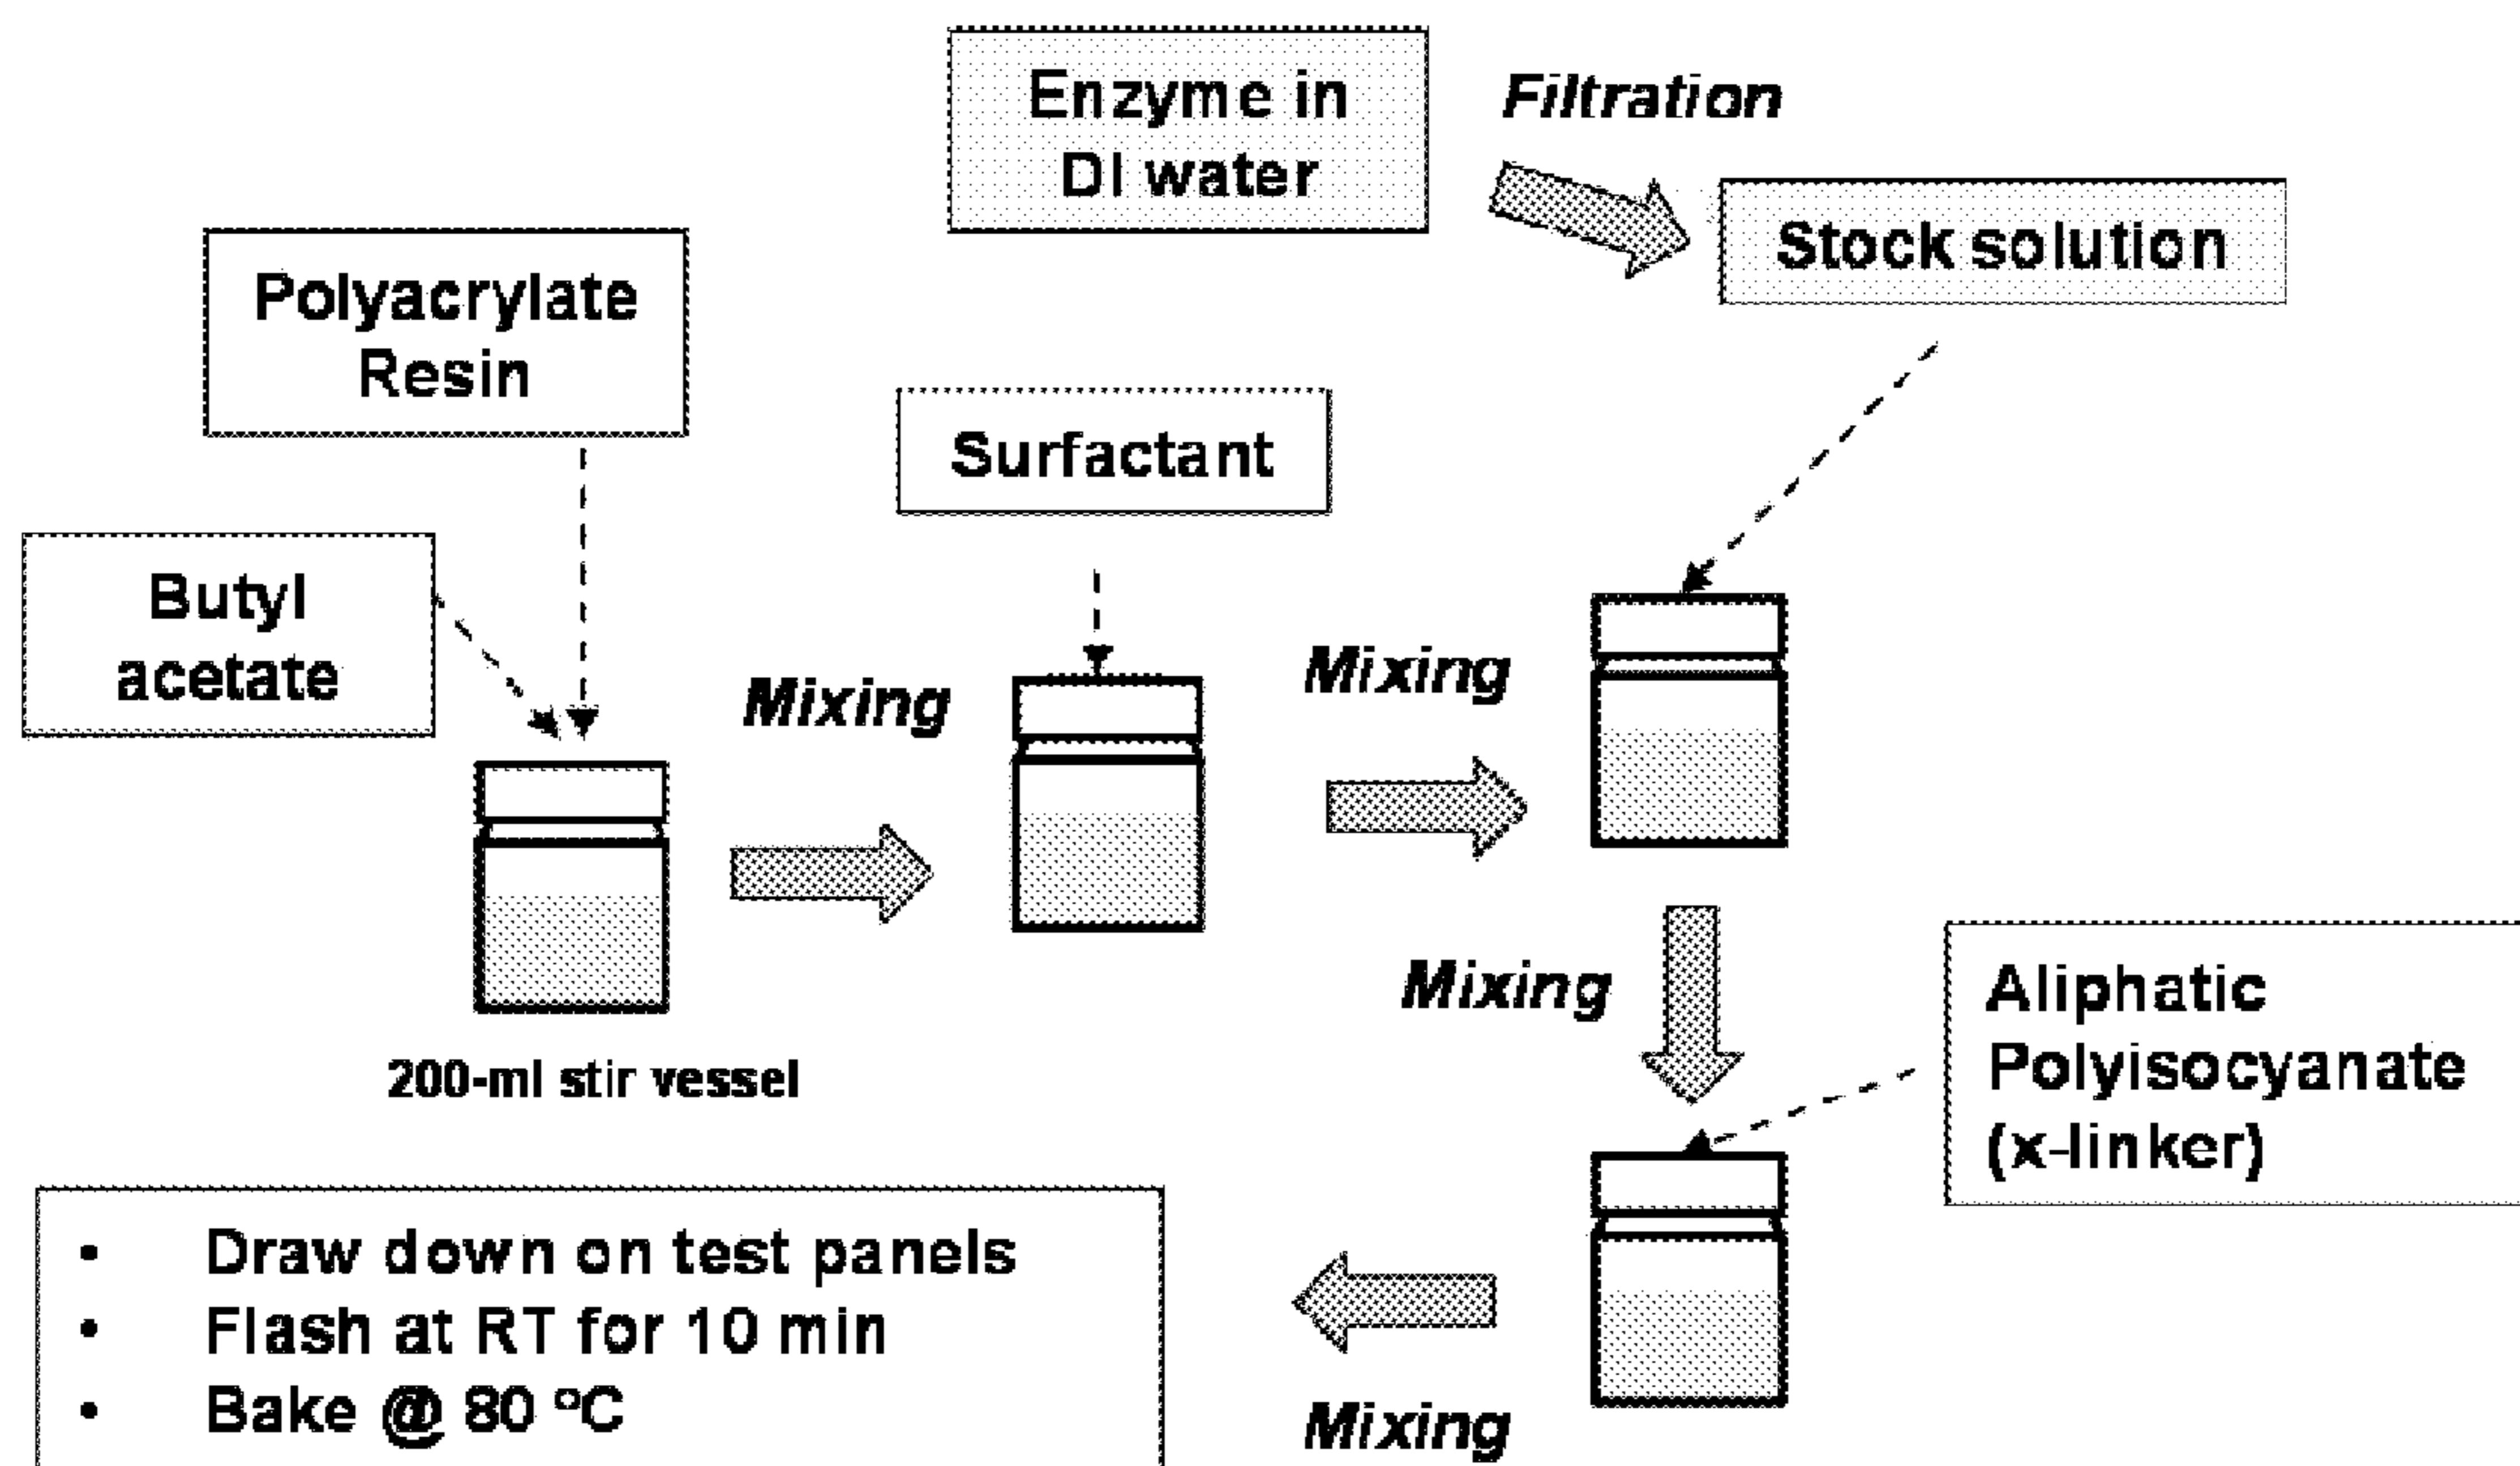 Enzyme in
DI water
Filtration
Stock solution
Polyacrylate
Resin
Surfactant
Butyl
acetate
Mixing
Mixing
200-ml stir vessel
Mixing
Aliphatic
Polyisocyanate
(x-linker)
• Draw down on test panels
• Flash at RT for 10 min
• Bake @ 80 °C
Mixing